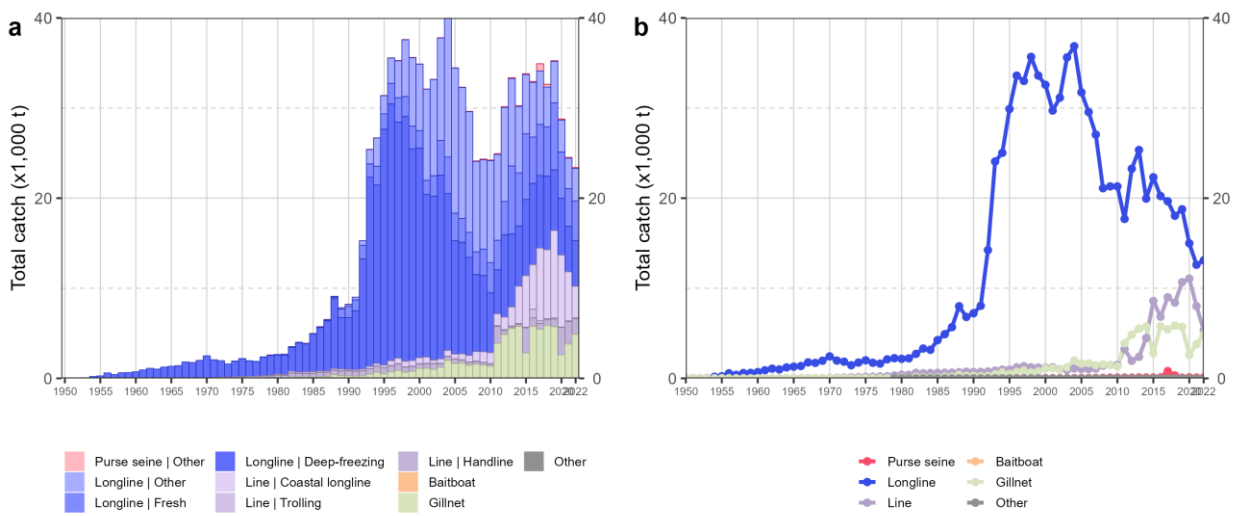 a
b
Total catch (x1,000 t)
40
20
0
40
20
0
1950 1955 1960 1965 1970 1975 1980 1985 1990 1995 2000 2005 2010 2015 2020 2022
Total catch (x1,000 t)
40
20
0
40
20
0
1950 1955 1960 1965 1970 1975 1980 1985 1990 1995 2000 2005 2010 2015 2020 2022
Purse seine | Other
Longline | Deep-freezing
Line | Handline
Other
Longline | Other
Line | Coastal longline
Baitboat
Longline | Fresh
Line | Trolling
Gillnet
Purse seine
Baitboat
Longline
Gillnet
Line
Other